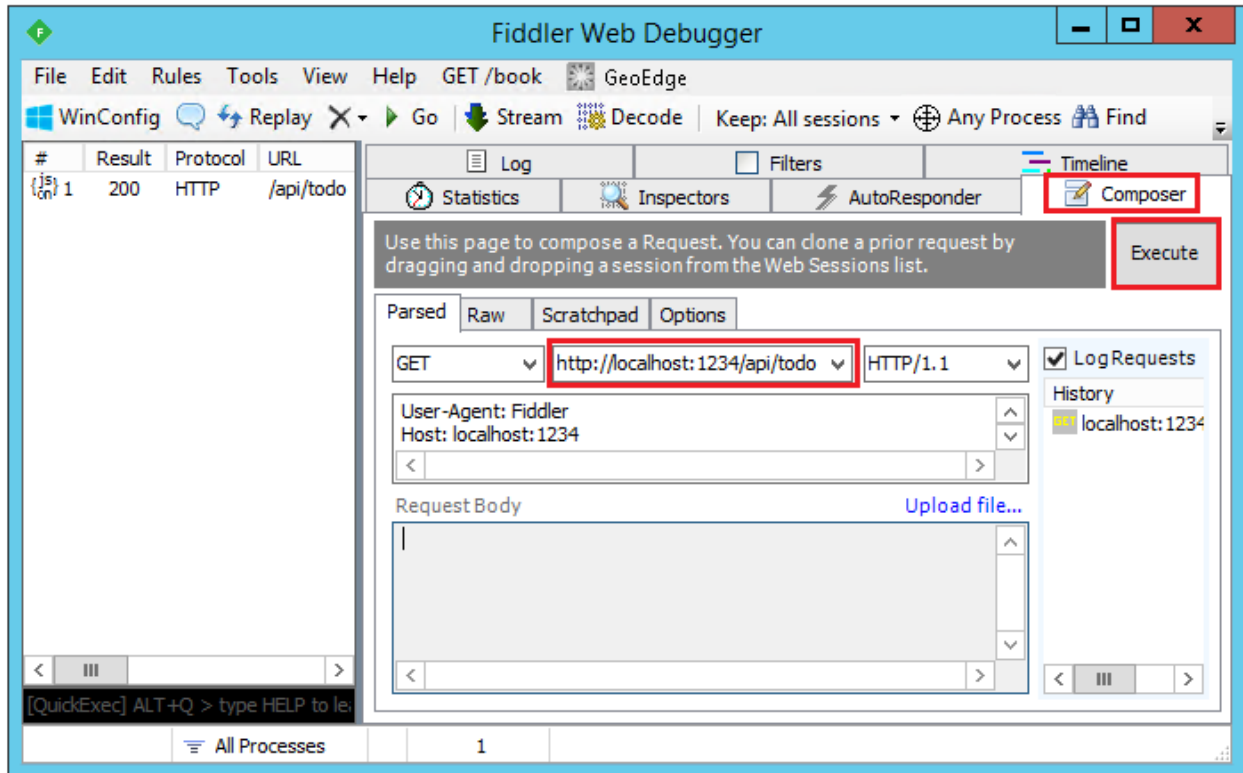 Fiddler Web Debugger
File Edit Rules Tools View Help GET /book GeoEdge
WinConfig Replay Go Stream Decode Keep: All sessions Any Process Find
# Result Protocol URL
1 200 HTTP /api/todo
Log Filters Timeline
Statistics Inspectors AutoResponder Composer
Use this page to compose a Request. You can clone a prior request by
dragging and dropping a session from the Web Sessions list.
Execute
Parsed Raw Scratchpad Options
GET http://localhost:1234/api/todo HTTP/1.1
User-Agent: Fiddler
Host: localhost:1234
Log Requests
History
GET localhost:1234
Request Body Upload file...
[QuickExec] ALT+Q > type HELP to le
All Processes 1